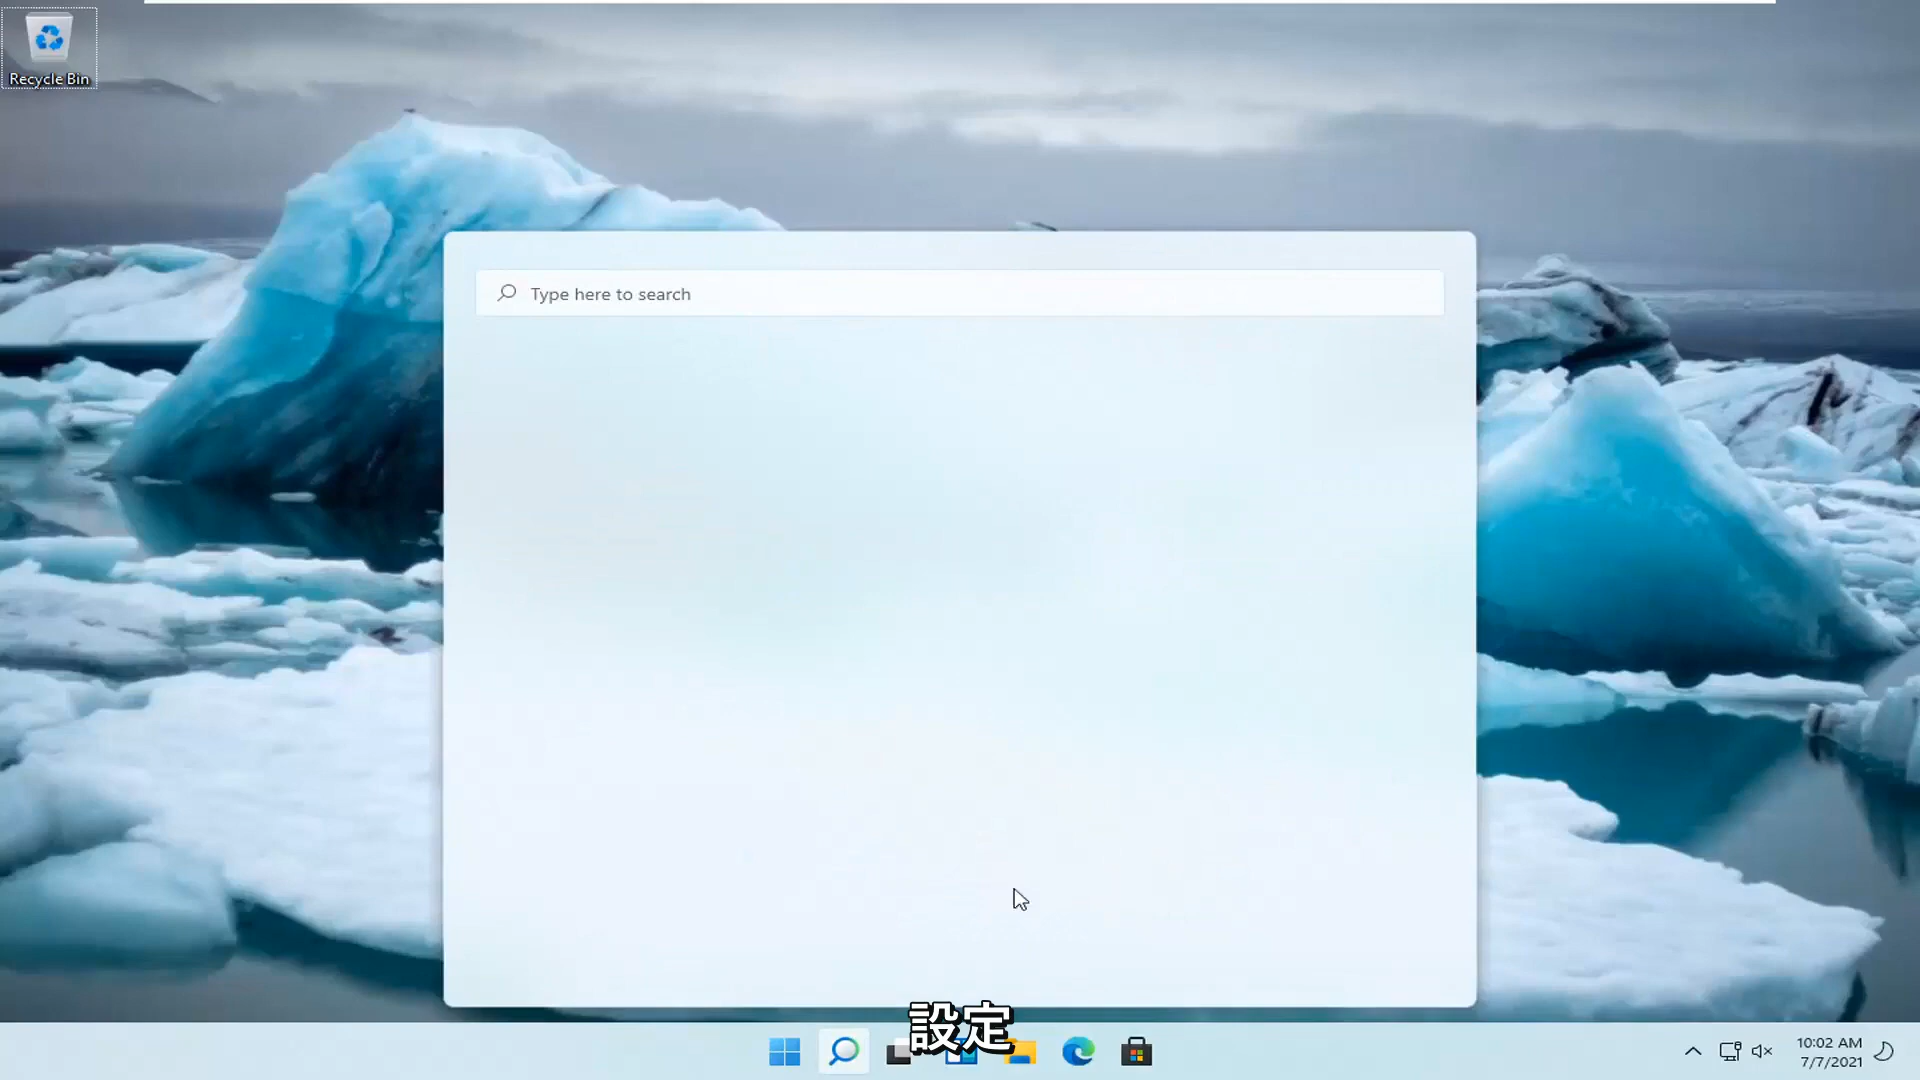 Recycle Bin
Type here to search
設定
10:02 AM
7/7/2021